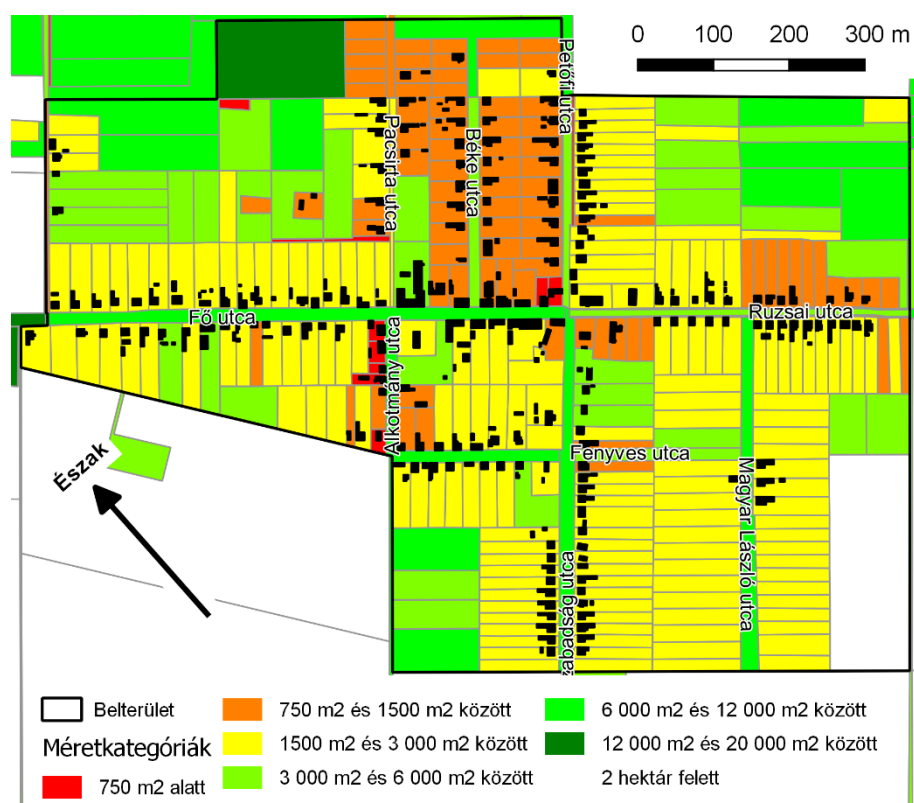 0 100 200 300 m
Petőfi utca
Pacsirta utca
Béke utca
Fő utca
Ruzsai utca
Alkotmány utca
Fenyves utca
Észak
Magyar László utca
zabadság utca
Belterület
Méretkategóriák
750 m2 alatt
750 m2 és 1500 m2 között
1500 m2 és 3 000 m2 között
3 000 m2 és 6 000 m2 között
6 000 m2 és 12 000 m2 között
12 000 m2 és 20 000 m2 között
2 hektár felett